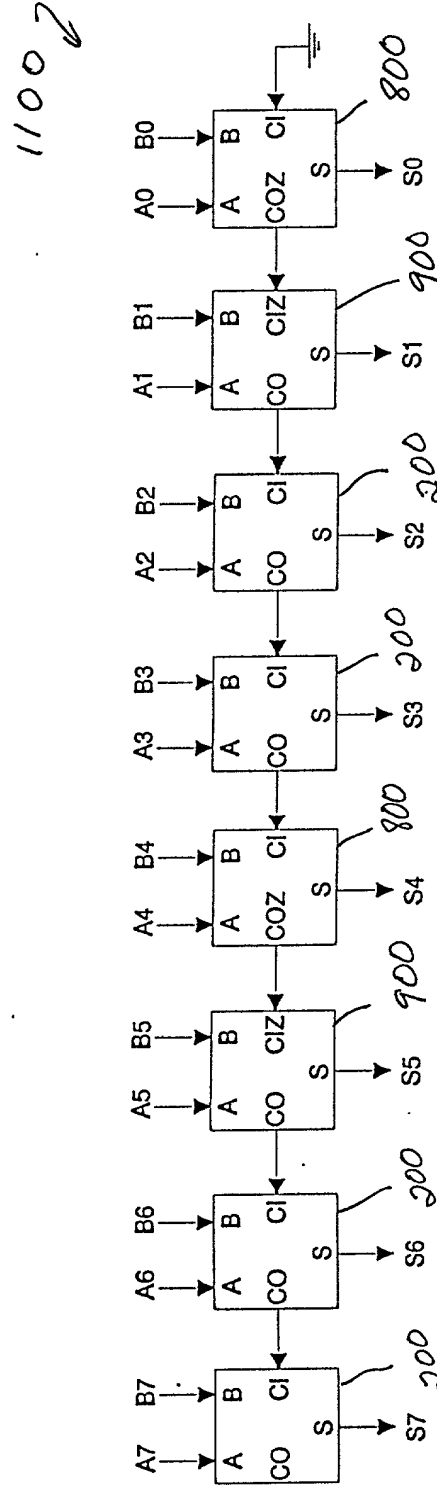 1100
A7 B7 A6 B6 A5 B5 A4 B4 A3 B3 A2 B2 A1 B1 A0 B0
A B A B A B A B A B A B A B A B
CO CI CO CI CO CIZ COZ CI CO CI CO CI CO CIZ COZ CI
S S S S S S S S
200 200 900 800 200 200 900 800
S7 S6 S5 S4 S3 S2 S1 S0